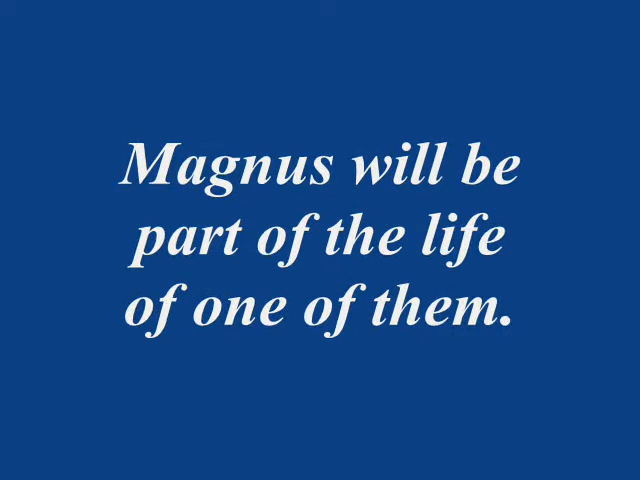 Magnus will be
part of the life
of one of them.